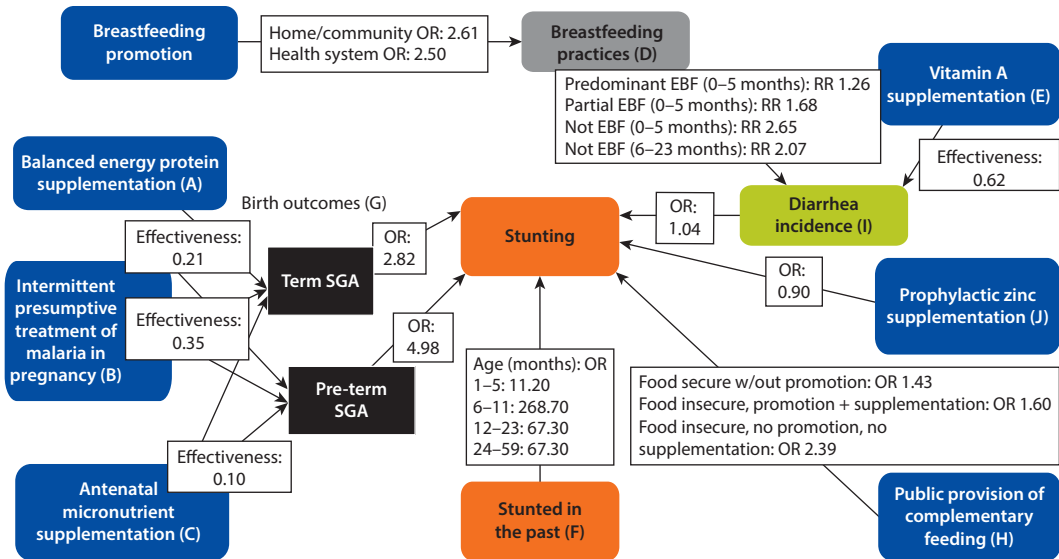 Breastfeeding
promotion
Home/community OR: 2.61
Health system OR: 2.50
Breastfeeding
practices (D)
Predominant EBF (0–5 months): RR 1.26
Partial EBF (0–5 months): RR 1.68
Not EBF (0–5 months): RR 2.65
Not EBF (6–23 months): RR 2.07
Vitamin A
supplementation (E)
Effectiveness:
0.62
Balanced energy protein
supplementation (A)
Birth outcomes (G)
Effectiveness:
0.21
Term SGA
OR:
2.82
Stunting
OR:
1.04
Diarrhea
incidence (I)
Intermittent
presumptive
treatment of
malaria in
pregnancy (B)
Effectiveness:
0.35
OR:
4.98
OR:
0.90
Prophylactic zinc
supplementation (J)
Pre-term
SGA
Age (months): OR
1–5: 11.20
6–11: 268.70
12–23: 67.30
24–59: 67.30
Food secure w/out promotion: OR 1.43
Food insecure, promotion + supplementation: OR 1.60
Food insecure, no promotion, no
supplementation: OR 2.39
Effectiveness:
0.10
Antenatal
micronutrient
supplementation (C)
Stunted in
the past (F)
Public provision of
complementary
feeding (H)